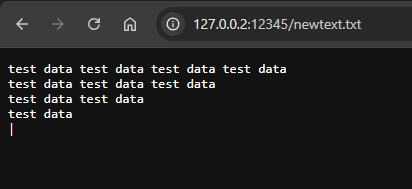 127.0.0.2:12345/newtext.txt
test data test data test data test data
test data test data test data
test data test data
test data